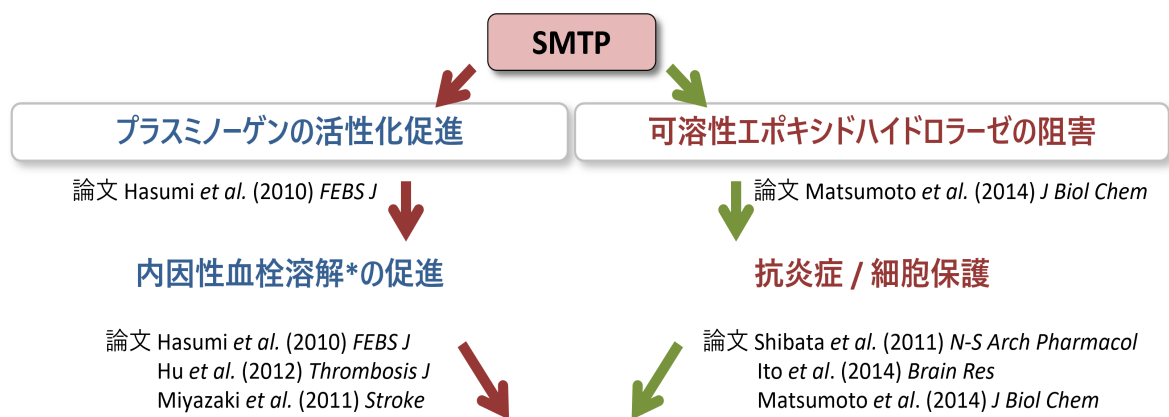 SMTP
プラスミノーゲンの活性化促進
可溶性エポキシドハイドロラーゼの阻害
論文 Hasumi et al. (2010) FEBS J
論文 Matsumoto et al. (2014) J Biol Chem
内因性血栓溶解*の促進
抗炎症 / 細胞保護
論文 Hasumi et al. (2010) FEBS J
Hu et al. (2012) Thrombosis J
Miyazaki et al. (2011) Stroke
論文 Shibata et al. (2011) N-S Arch Pharmacol
Ito et al. (2014) Brain Res
Matsumoto et al. (2014) J Biol Chem